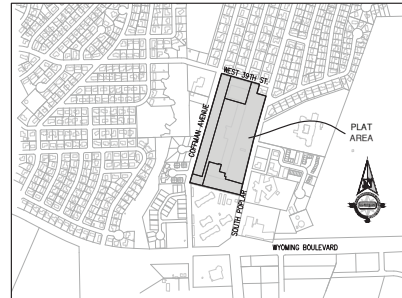 WEST 39TH ST.
COFFMAN AVENUE
PLAT
AREA
SOUTH POPLAR
WYOMING BOULEVARD